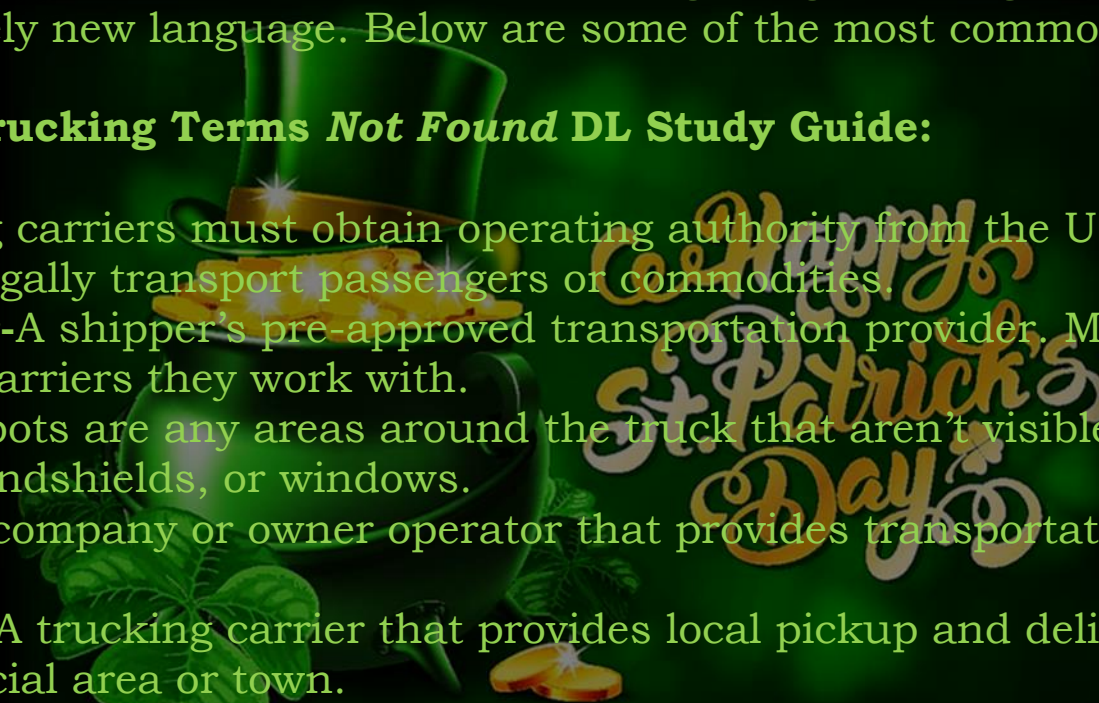 ly new language. Below are some of the most commo
rucking Terms Not Found DL Study Guide:
carriers must obtain operating authority from the U
gally transport passengers or commodities.
-A shipper’s pre-approved transportation provider. M
arriers they work with.
pots are any areas around the truck that aren’t visible
ndshields, or windows.
company or owner operator that provides transportat
A trucking carrier that provides local pickup and deli
cial area or town.
Happy
St. Patrick's
Day